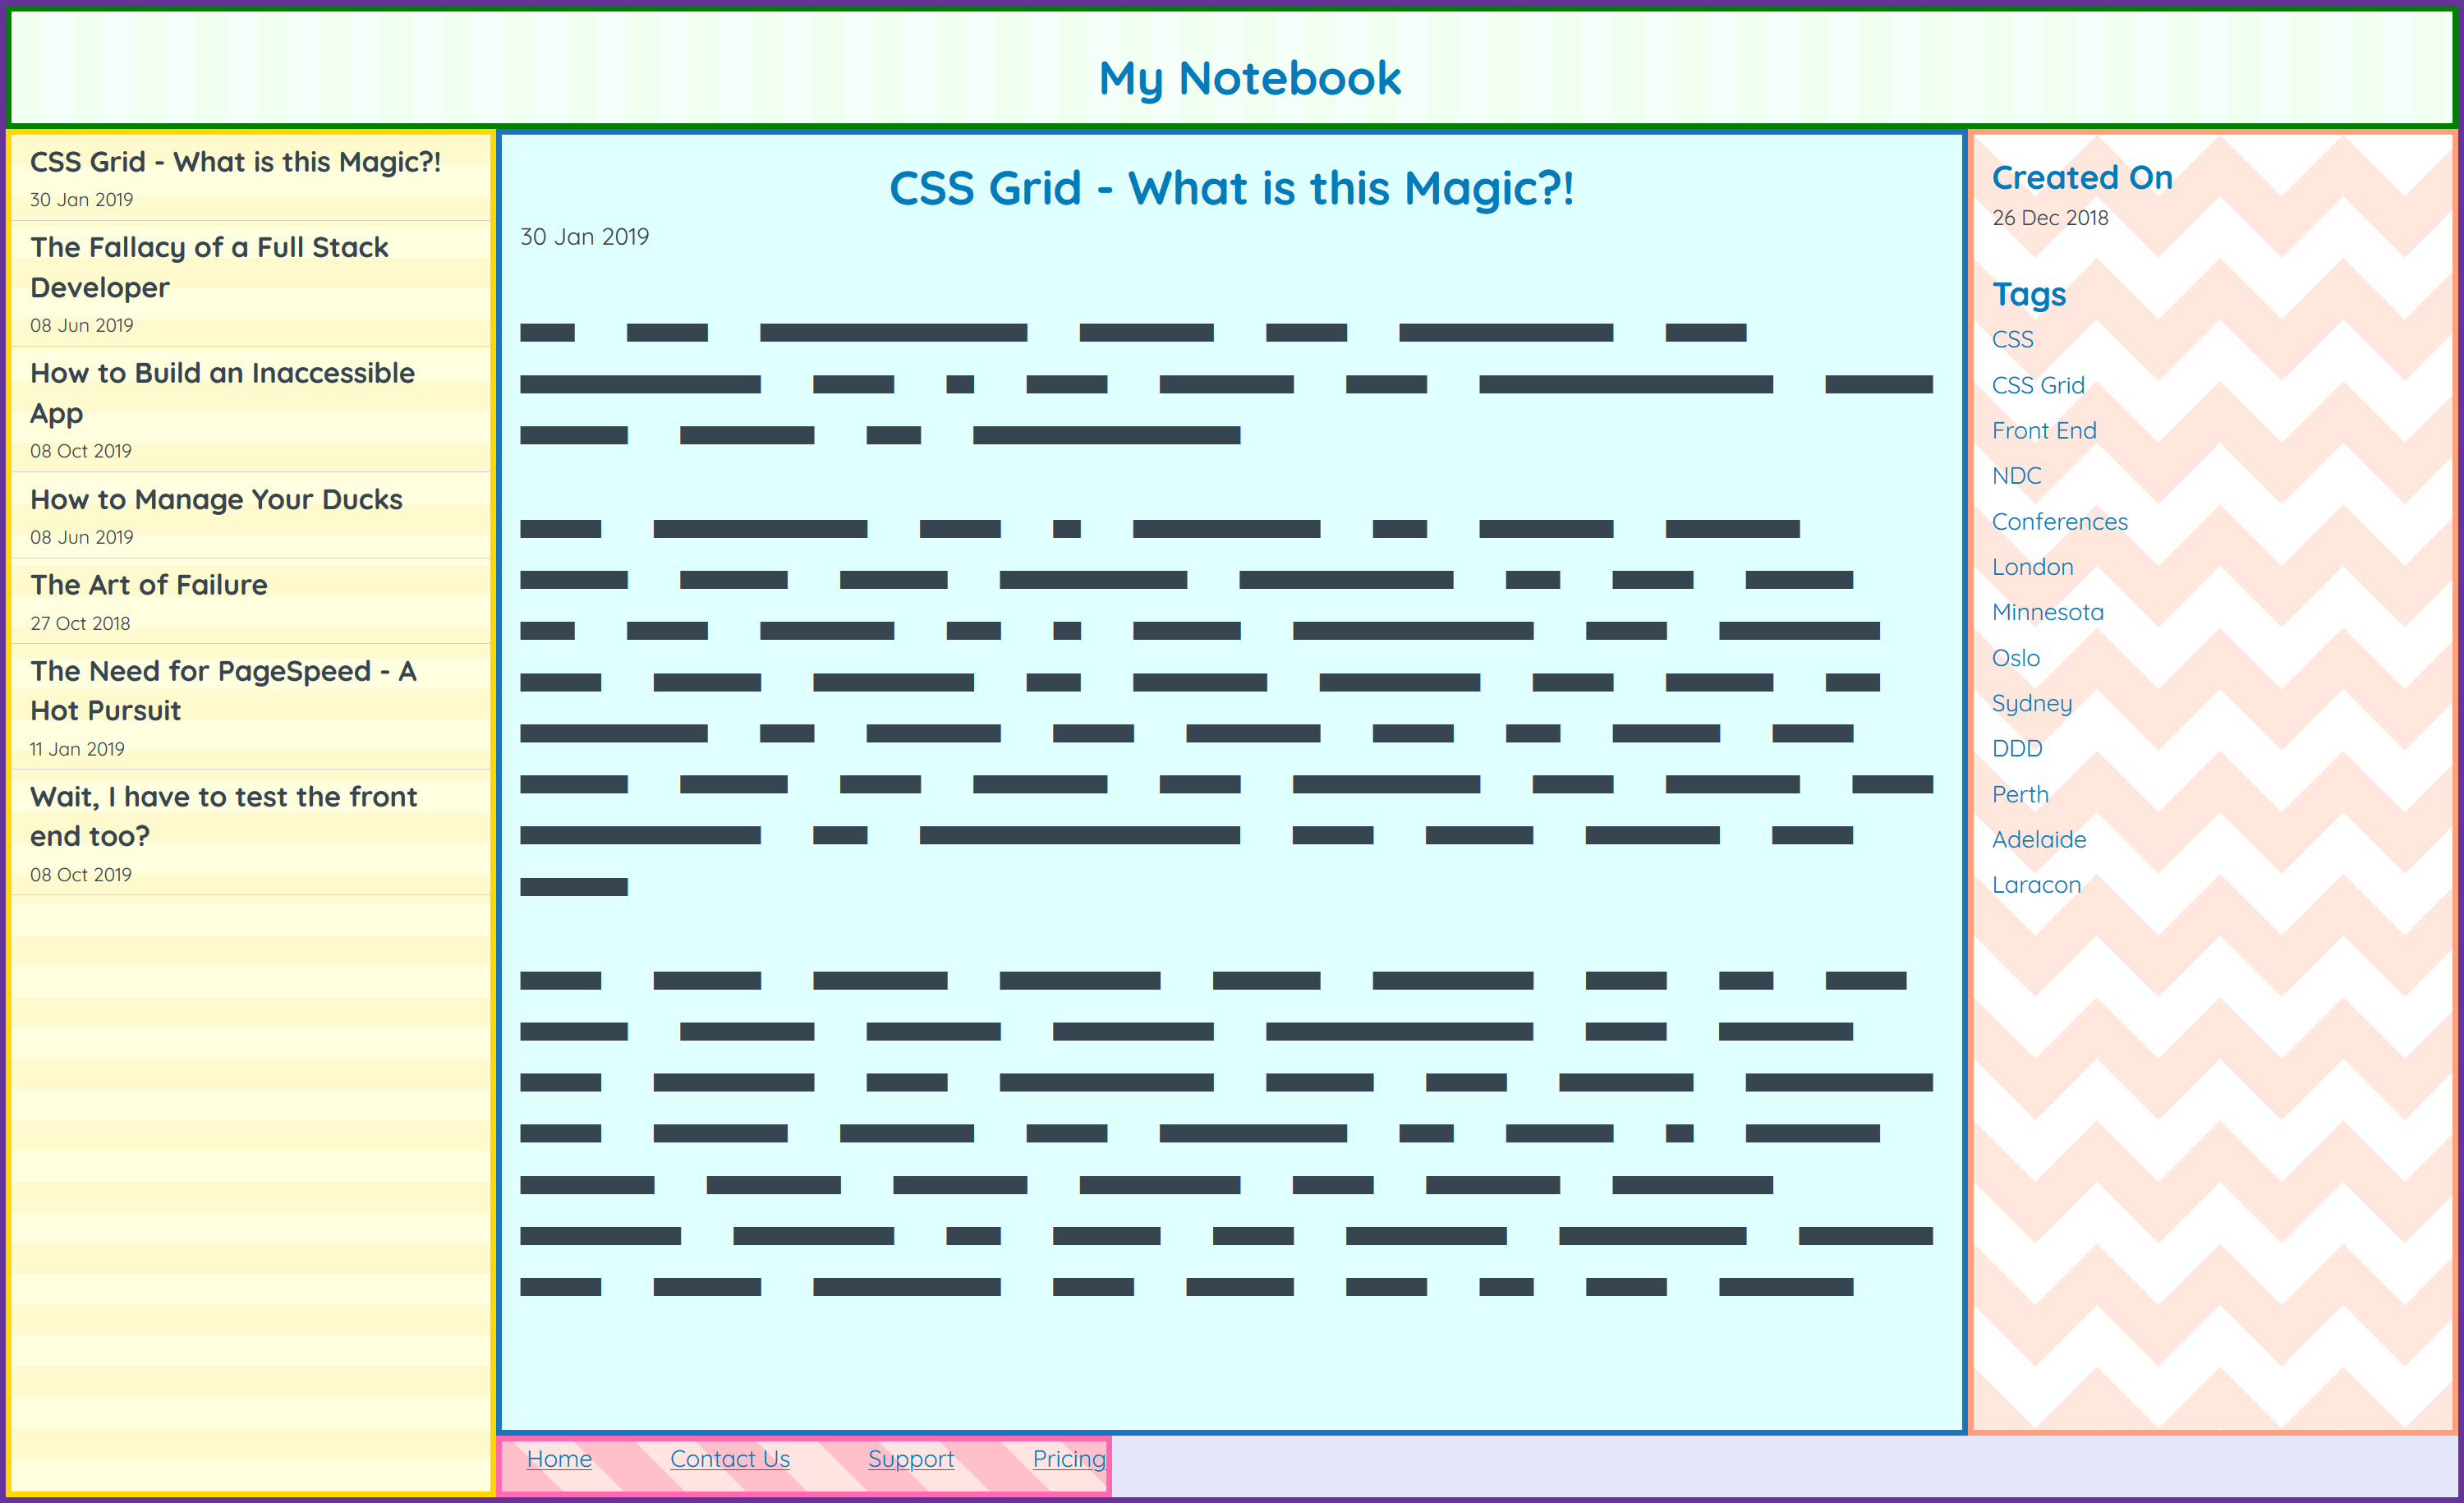 My Notebook
CSS Grid - What is this Magic?!
30 Jan 2019
The Fallacy of a Full Stack
Developer
08 Jun 2019
How to Build an Inaccessible
App
08 Oct 2019
How to Manage Your Ducks
08 Jun 2019
The Art of Failure
27 Oct 2018
The Need for PageSpeed - A
Hot Pursuit
11 Jan 2019
Wait, I have to test the front
end too?
08 Oct 2019
CSS Grid - What is this Magic?!
30 Jan 2019
Created On
26 Dec 2018
Tags
CSS
CSS Grid
Front End
NDC
Conferences
London
Minnesota
Oslo
Sydney
DDD
Perth
Adelaide
Laracon
Home Contact Us Support Pricing